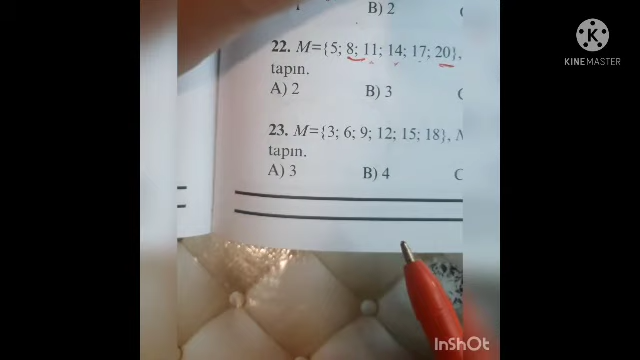 B) 2
22. M={5; 8; 11; 14; 17; 20},
tapın.
A) 2 B) 3
23. M={3; 6; 9; 12; 15; 18},
tapın.
A) 3 B) 4
KINEMASTER
InShOt